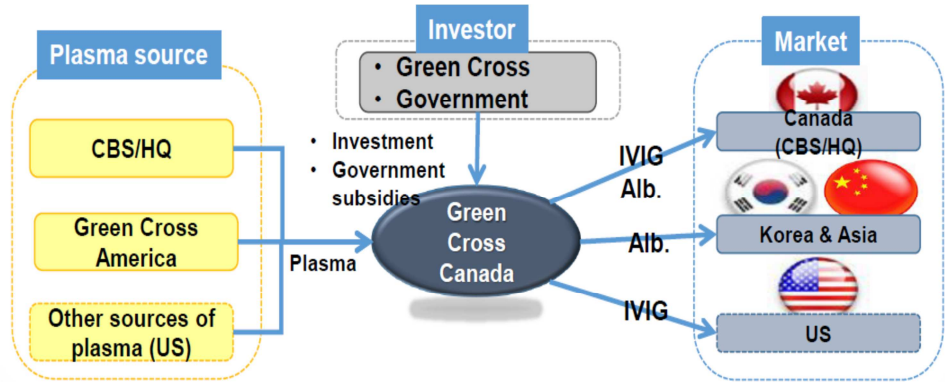 Plasma source
CBS/HQ
Green Cross
America
Other sources of
plasma (US)
Plasma
Investor
• Green Cross
• Government
• Investment
• Government
subsidies
Green
Cross
Canada
IVIG
Alb.
Alb.
IVIG
Market
Canada
(CBS/HQ)
Korea & Asia
US